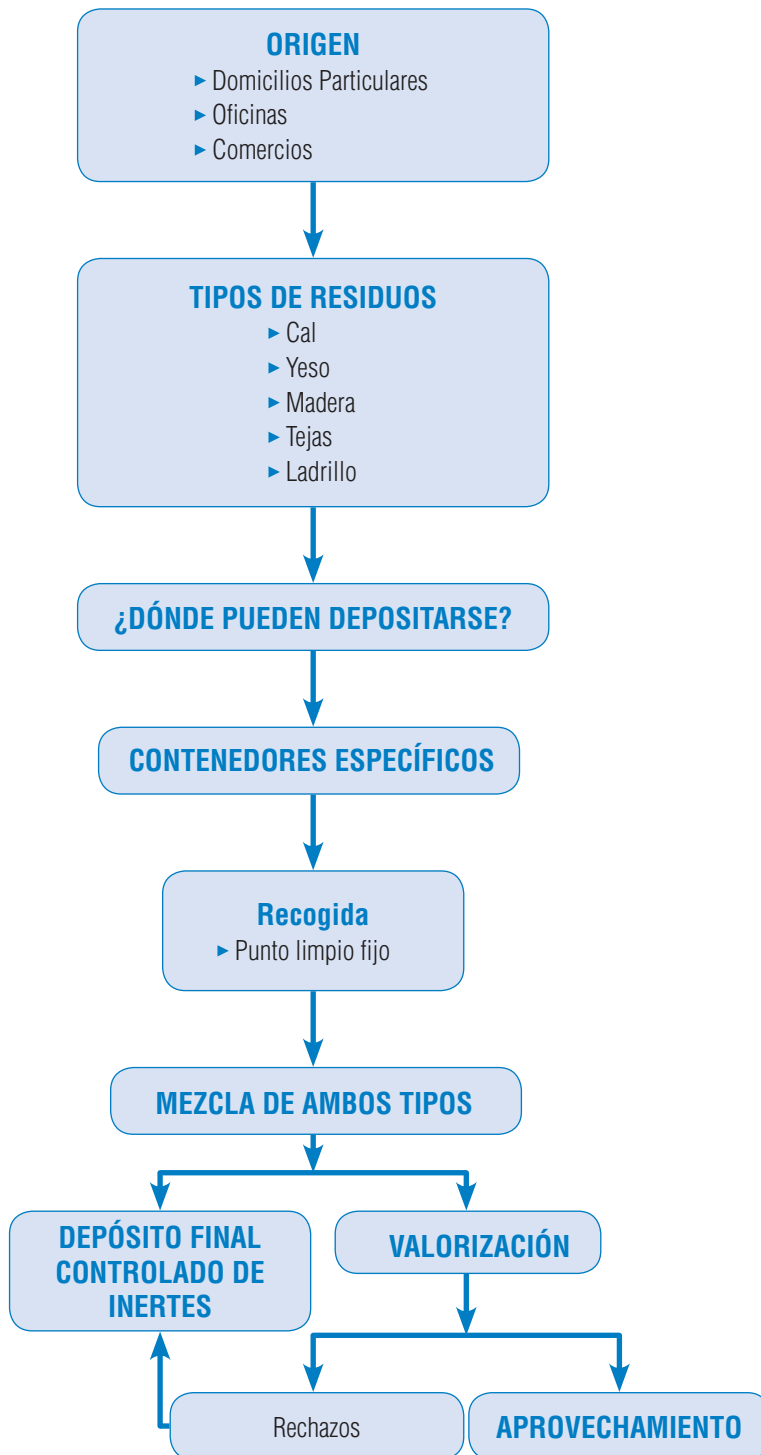 ORIGEN
▸ Domicilios Particulares
▸ Oficinas
▸ Comercios
TIPOS DE RESIDUOS
▸ Cal
▸ Yeso
▸ Madera
▸ Tejas
▸ Ladrillo
¿DÓNDE PUEDEN DEPOSITARSE?
CONTENEDORES ESPECÍFICOS
Recogida
▸ Punto limpio fijo
MEZCLA DE AMBOS TIPOS
DEPÓSITO FINAL
CONTROLADO DE
INERTES
VALORIZACIÓN
Rechazos
APROVECHAMIENTO